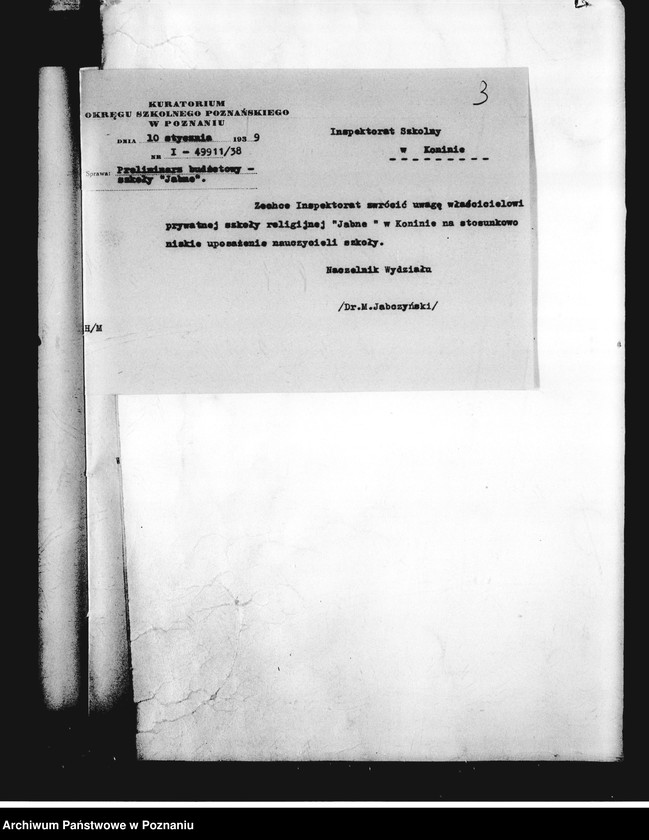 3
KURATORIUM
OKRĘGU SZKOLNEGO POZNAŃSKIEGO
W POZNANIU
DNIA 10 stycznia 1939
NR I - 49911/38
Sprawa: Preliminarz budżetowy -
szkoły "Jabne".
Inspektorat Szkolny
w Koninie
Zechce Inspektorat zwrócić uwagę właścicielowi
prywatnej szkoły religijnej "Jabne " w Koninie na stosunkowo
niskie uposażenie nauczycieli szkoły.
Naczelnik Wydziału
/Dr.M.Jabczyński/
H/M
Archiwum Państwowe w Poznaniu